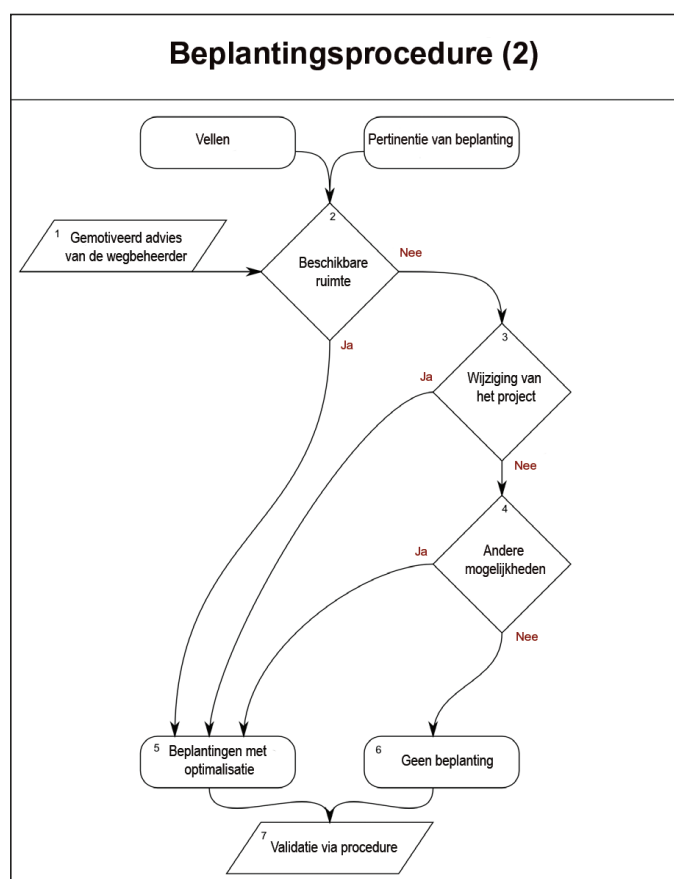 Beplantingsprocedure (2)
Vellen
Pertinentie van beplanting
1
Gemotiveerd advies
van de wegbeheerder
2
Beschikbare
ruimte
Nee
Ja
3
Wijziging van
het project
Ja
Nee
4
Andere
mogelijkheden
Ja
Nee
5
Beplantingen met
optimalisatie
6
Geen beplanting
7
Validatie via procedure